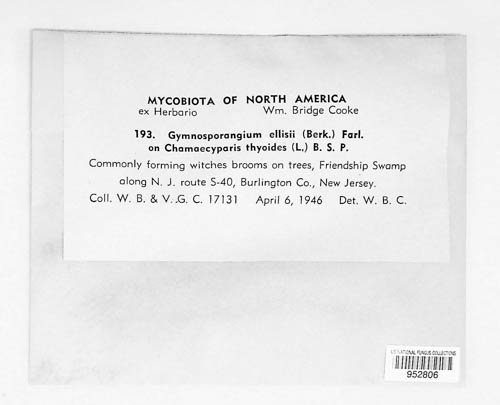 MYCOBIOTA OF NORTH AMERICA
ex Herbario Wm. Bridge Cooke
193. Gymnosporangium ellisii (Berk.) Farl.
on Chamaecyparis thyoides (L.) B. S. P.
Commonly forming witches brooms on trees, Friendship Swamp
along N. J. route S-40, Burlington Co., New Jersey.
Coll. W. B. & V. .G. C. 17131 April 6, 1946 Det. W. B. C.
US NATIONAL FUNGUS COLLECTIONS
952806